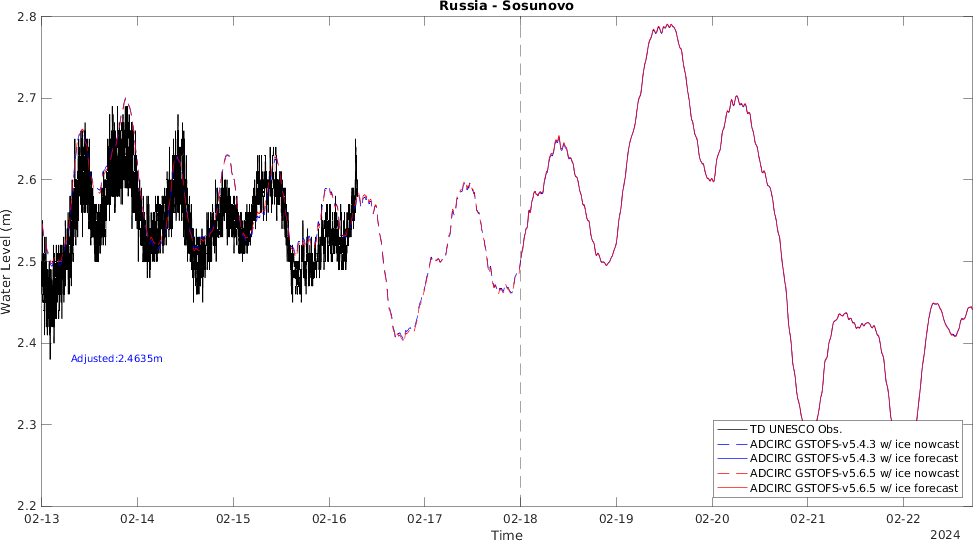 Russia - Sosunovo
2.8
2.7
2.6
2.5
2.4
2.3
2.2
Water Level (m)
Adjusted:2.4635m
TD UNESCO Obs.
ADCIRC GSTOFS-v5.4.3 w/ ice nowcast
ADCIRC GSTOFS-v5.4.3 w/ ice forecast
ADCIRC GSTOFS-v5.6.5 w/ ice nowcast
ADCIRC GSTOFS-v5.6.5 w/ ice forecast
02-13 02-14 02-15 02-16 02-17 02-18 02-19 02-20 02-21 02-22
Time
2024